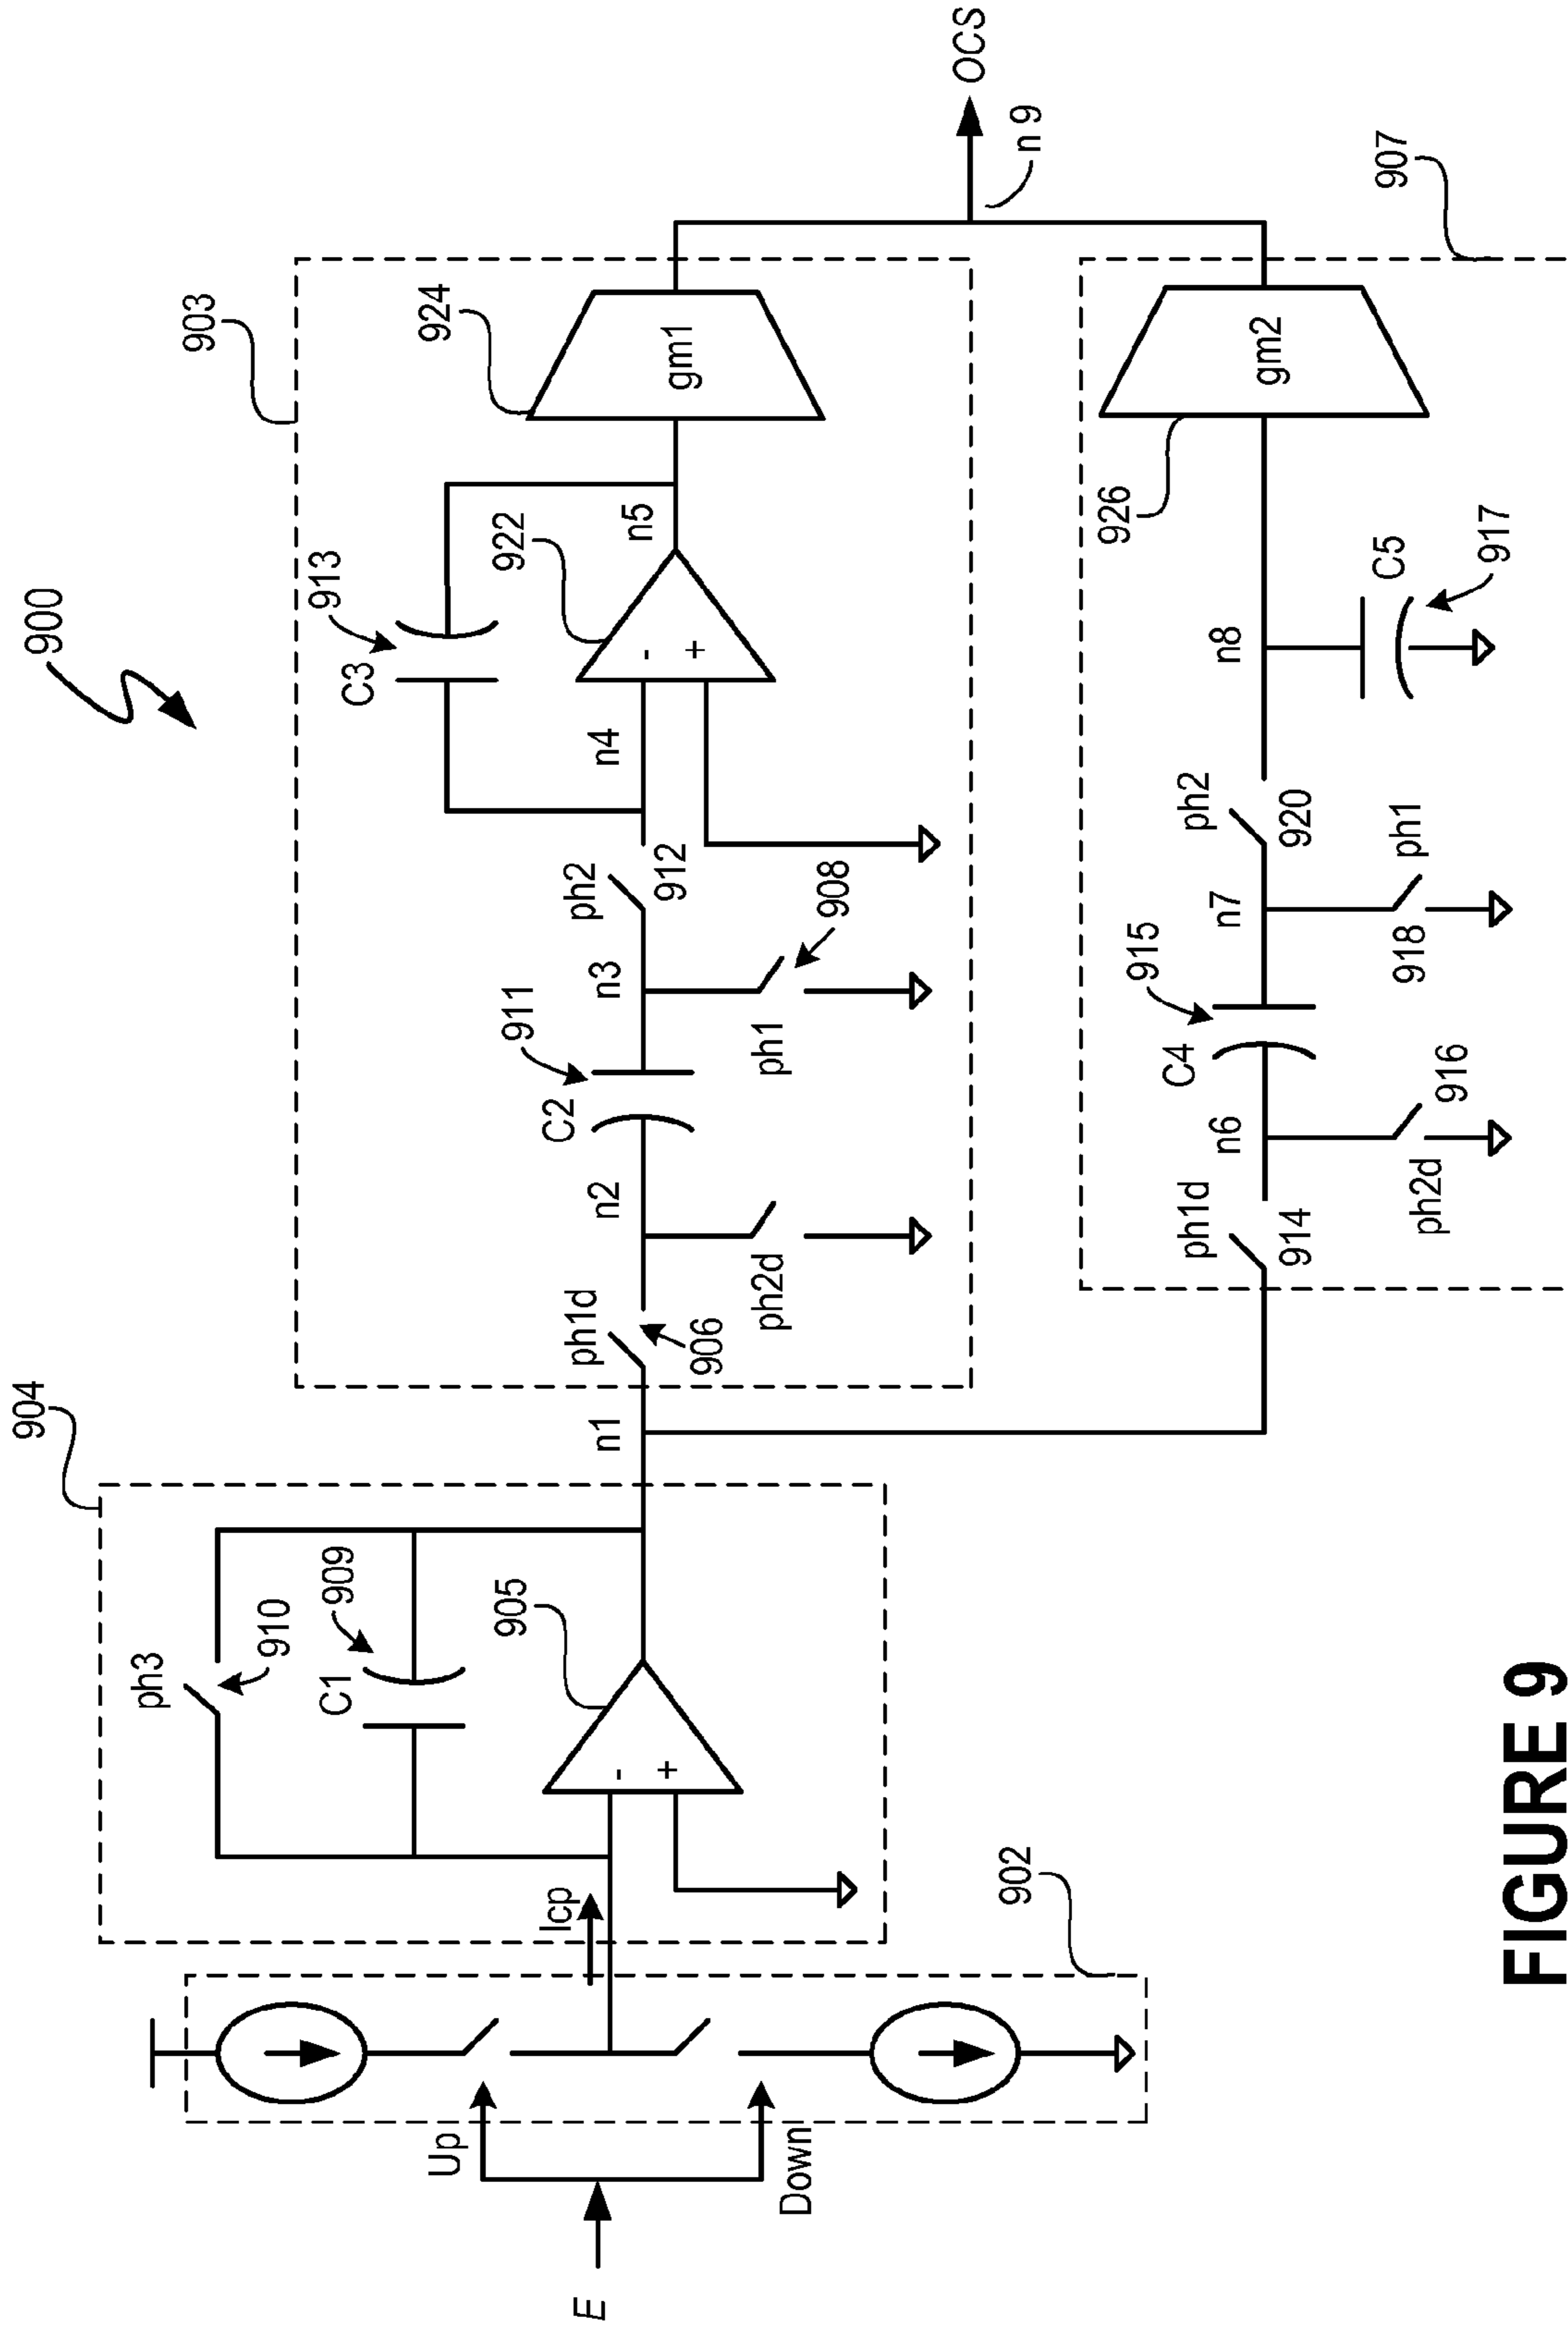 900
904
903
ph3
910
C1
909
905
-
+
Icp
902
Up
Down
E
n1
ph1d
906
n2
ph2d
C2
911
n3
ph1
908
ph2
912
n4
C3
913
-
+
922
n5
gm1
924
OCS
n 9
907
ph1d
914
n6
ph2d
916
C4
915
n7
918
ph1
ph2
920
n8
C5
917
926
gm2
FIGURE 9